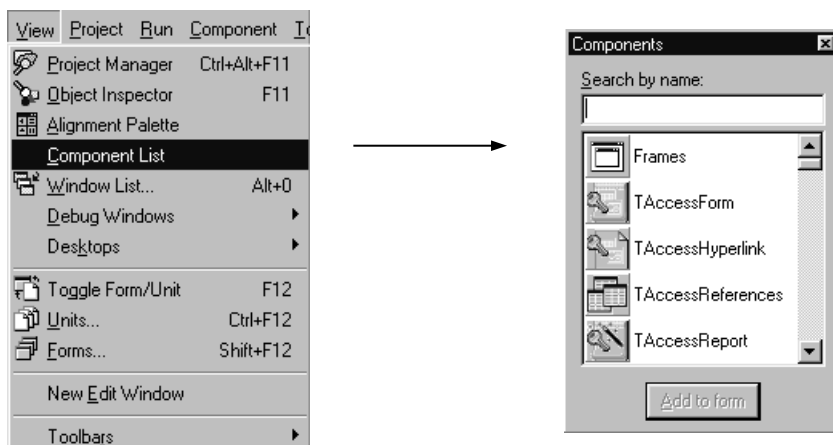 View Project Run Component
Project Manager Ctrl+Alt+F11
Object Inspector F11
Alignment Palette
Component List
Window List... Alt+0
Debug Windows
Desktops
Toggle Form/Unit F12
Units... Ctrl+F12
Forms... Shift+F12
New Edit Window
Toolbars
Components
Search by name:
Frames
TAccessForm
TAccessHyperlink
TAccessReferences
TAccessReport
Add to form